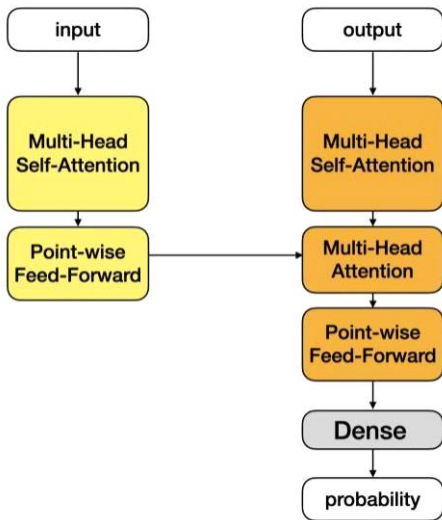 input
Multi-Head
Self-Attention
Point-wise
Feed-Forward
output
Multi-Head
Self-Attention
Multi-Head
Attention
Point-wise
Feed-Forward
Dense
probability